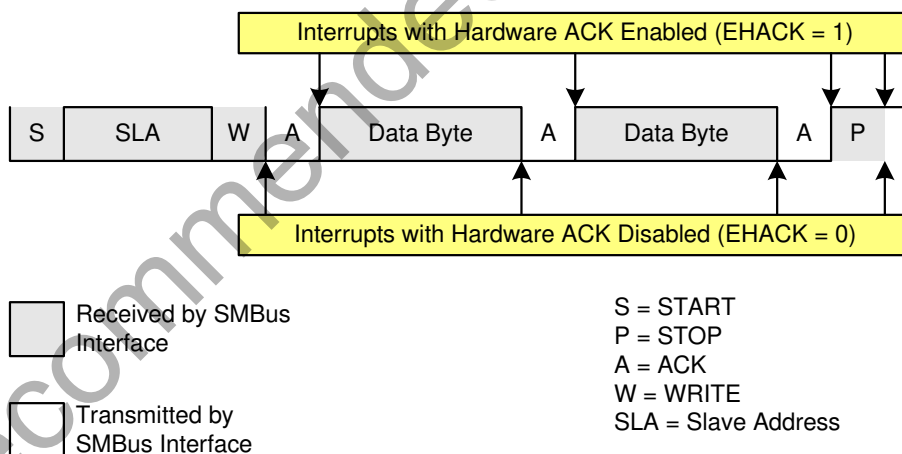 Interrupts with Hardware ACK Enabled (EHACK = 1)
S SLA W A Data Byte A Data Byte A P
Interrupts with Hardware ACK Disabled (EHACK = 0)
Received by SMBus
Interface
Transmitted by
SMBus Interface
S = START
P = STOP
A = ACK
W = WRITE
SLA = Slave Address